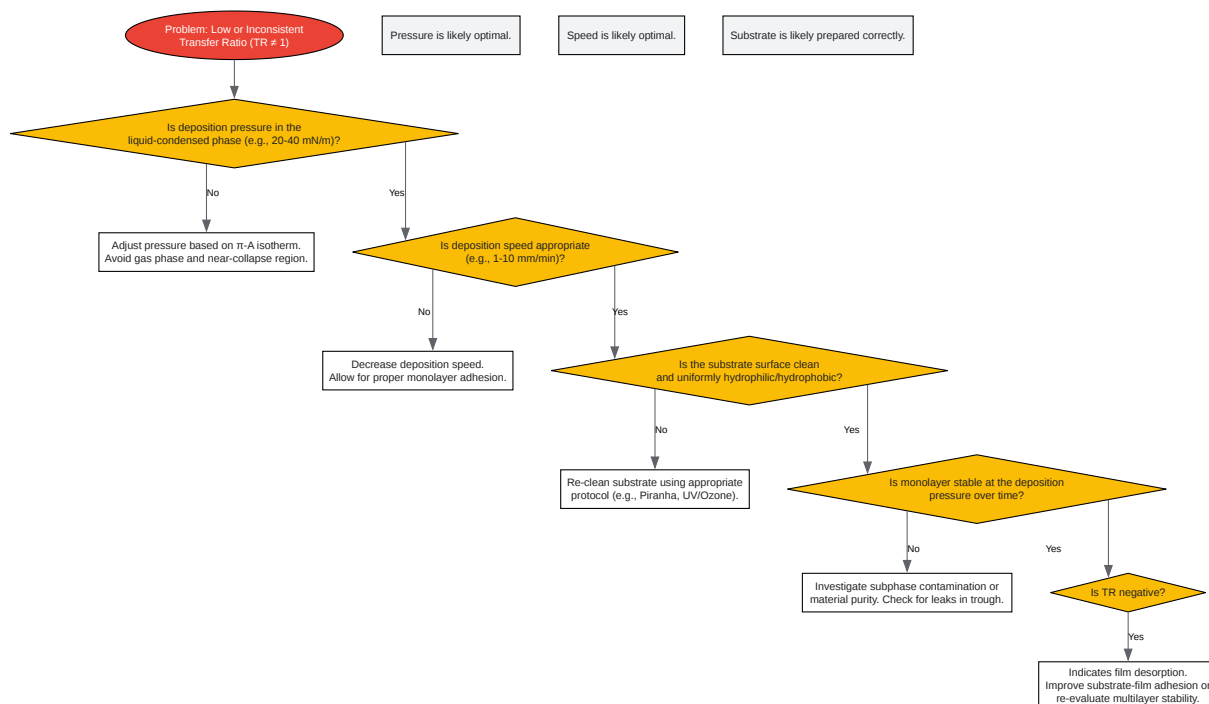 Problem: Low or Inconsistent
Transfer Ratio (TR ≠ 1)
Pressure is likely optimal.
Speed is likely optimal.
Substrate is likely prepared correctly.
Is deposition pressure in the
liquid-condensed phase (e.g., 20-40 mN/m)?
No
Yes
Adjust pressure based on π-A isotherm.
Avoid gas phase and near-collapse region.
Is deposition speed appropriate
(e.g., 1-10 mm/min)?
No
Yes
Decrease deposition speed.
Allow for proper monolayer adhesion.
Is the substrate surface clean
and uniformly hydrophilic/hydrophobic?
No
Yes
Re-clean substrate using appropriate
protocol (e.g., Piranha, UV/Ozone).
Is monolayer stable at the deposition
pressure over time?
No
Yes
Investigate subphase contamination or
material purity. Check for leaks in trough.
Is TR negative?
Yes
Indicates film desorption.
Improve substrate-film adhesion or
re-evaluate multilayer stability.